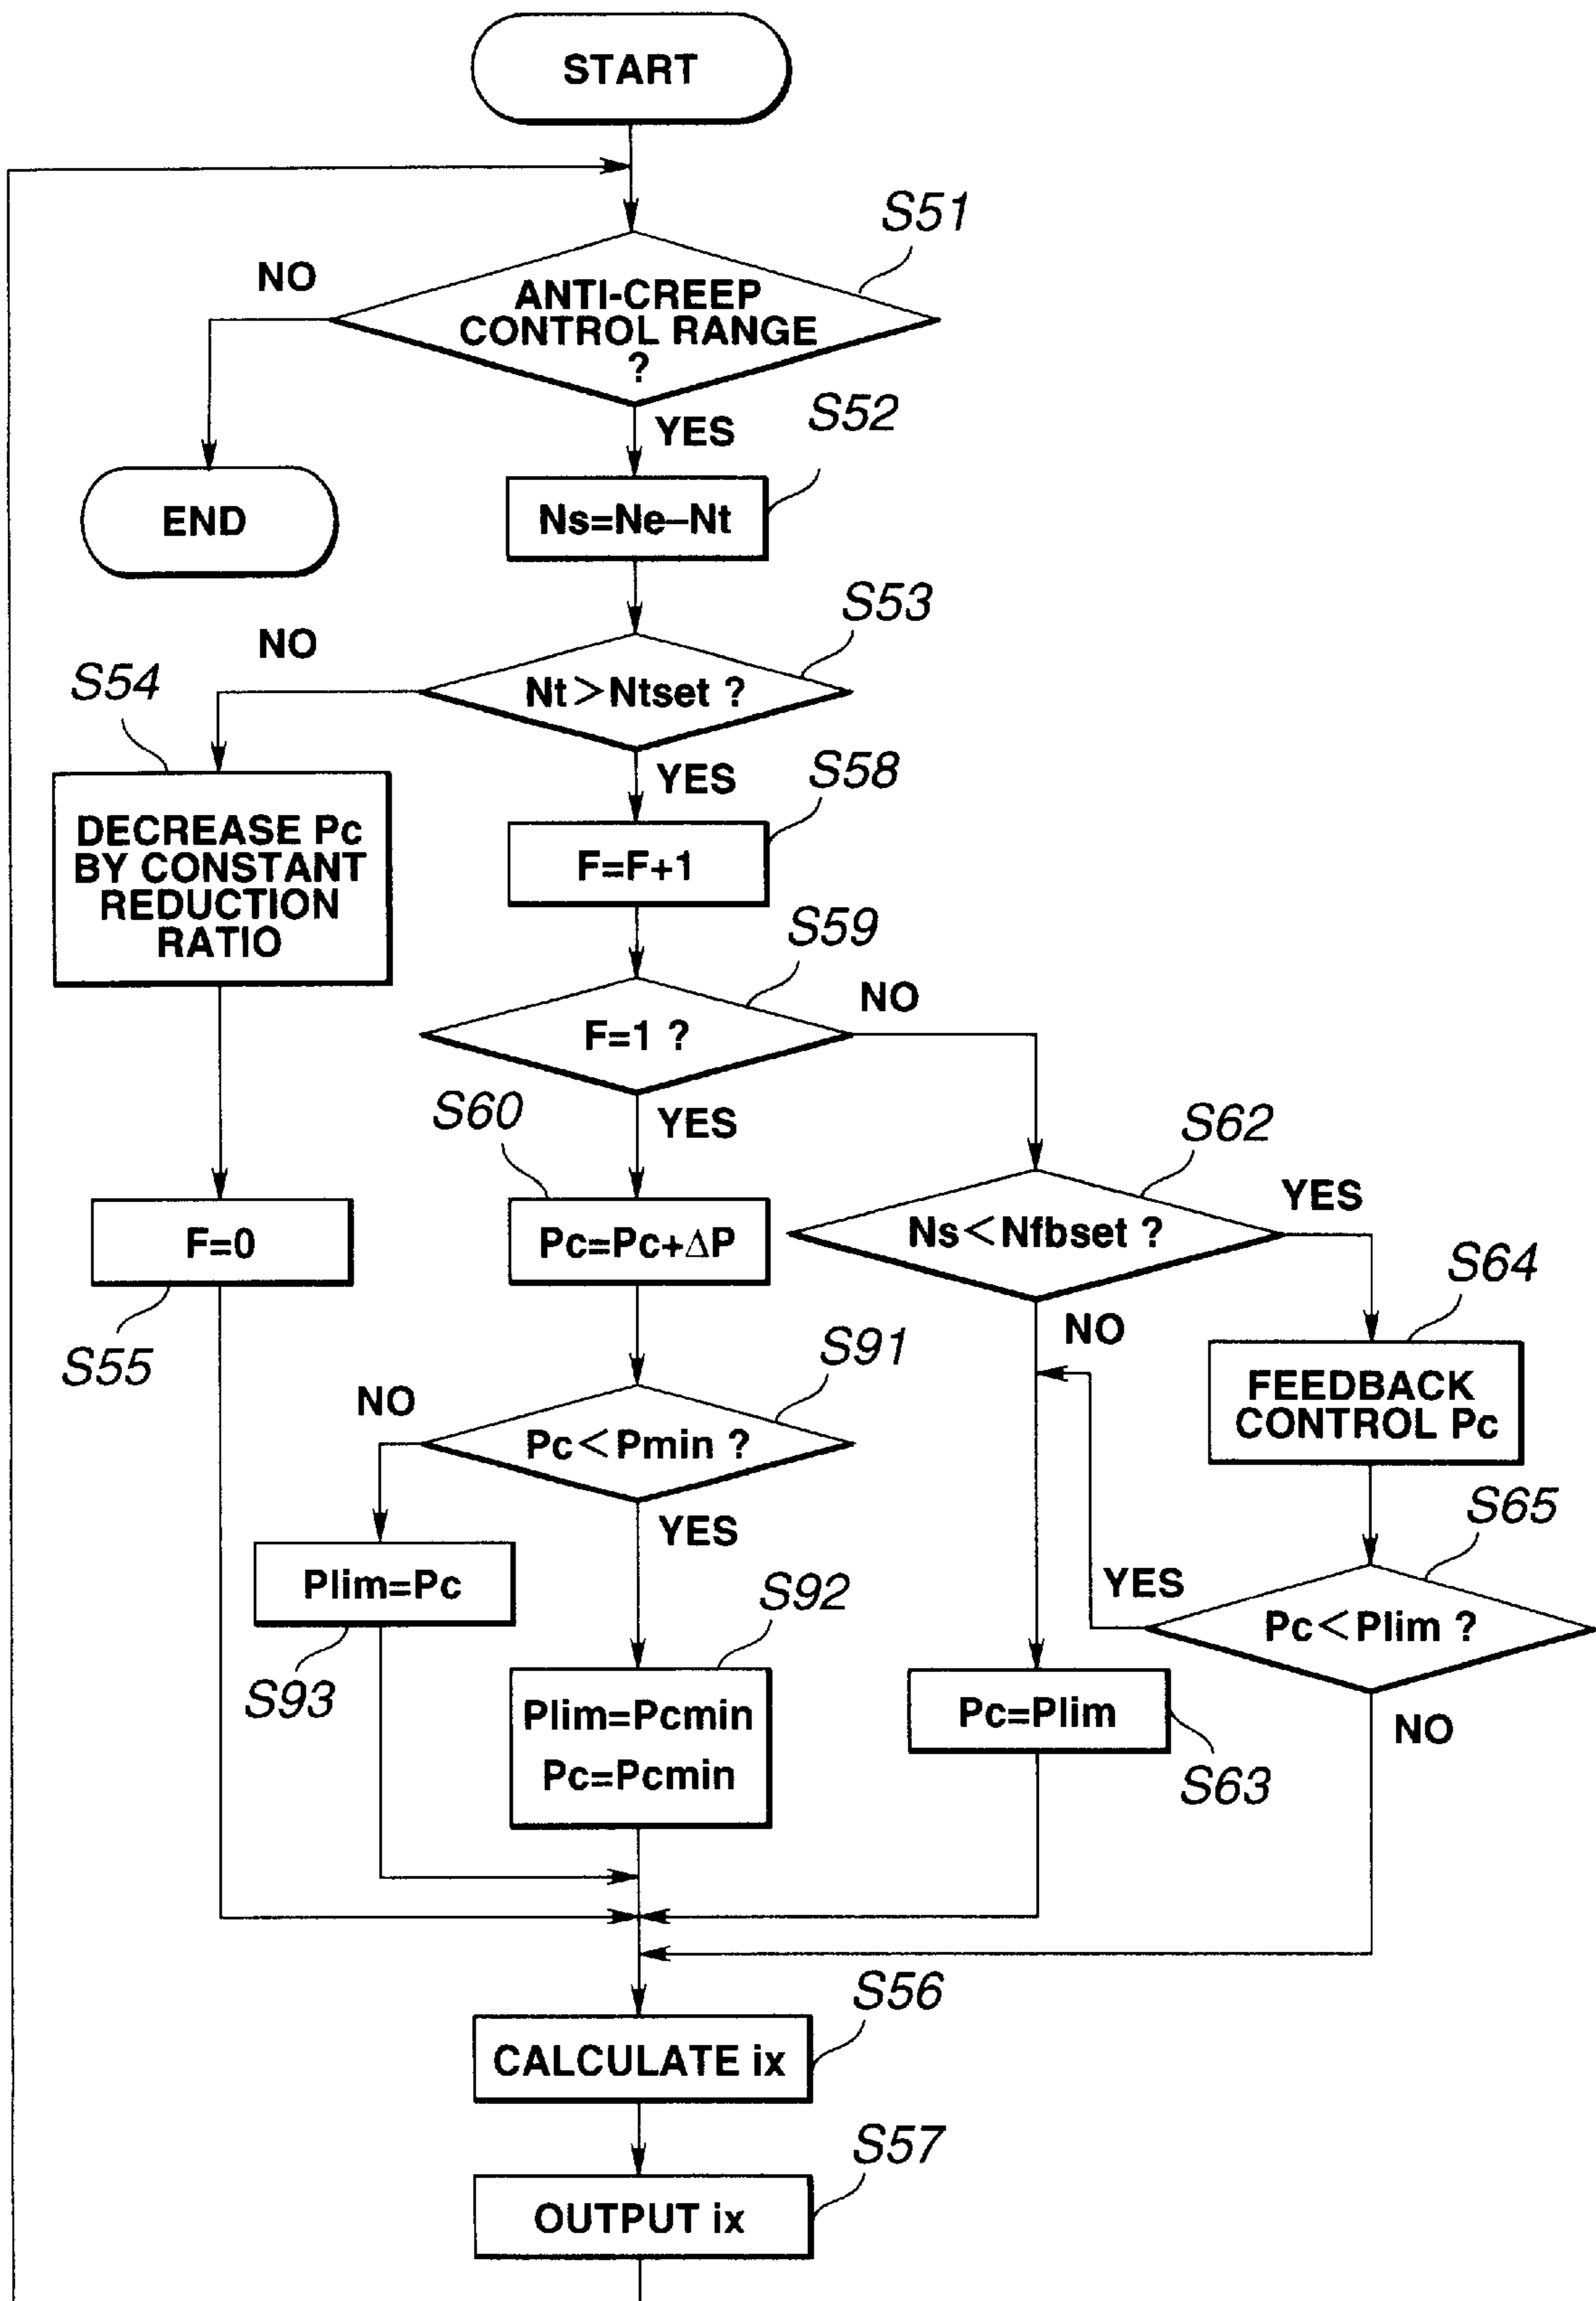 START
S51
NO
ANTI-CREEP
CONTROL RANGE
?
YES
S52
Ns=Ne–Nt
END
S53
NO
Nt>Ntset ?
S54
YES
S58
DECREASE Pc
BY CONSTANT
REDUCTION
RATIO
F=F+1
S59
NO
F=1 ?
S60
YES
S62
YES
Pc=Pc+ΔP
Ns<Nfbset ?
F=0
S55
S64
NO
S91
NO
FEEDBACK
CONTROL Pc
Pc<Pmin ?
YES
S65
Plim=Pc
S93
S92
YES
Pc<Plim ?
Plim=Pcmin
Pc=Pcmin
Pc=Plim
NO
S63
S56
CALCULATE ix
S57
OUTPUT ix